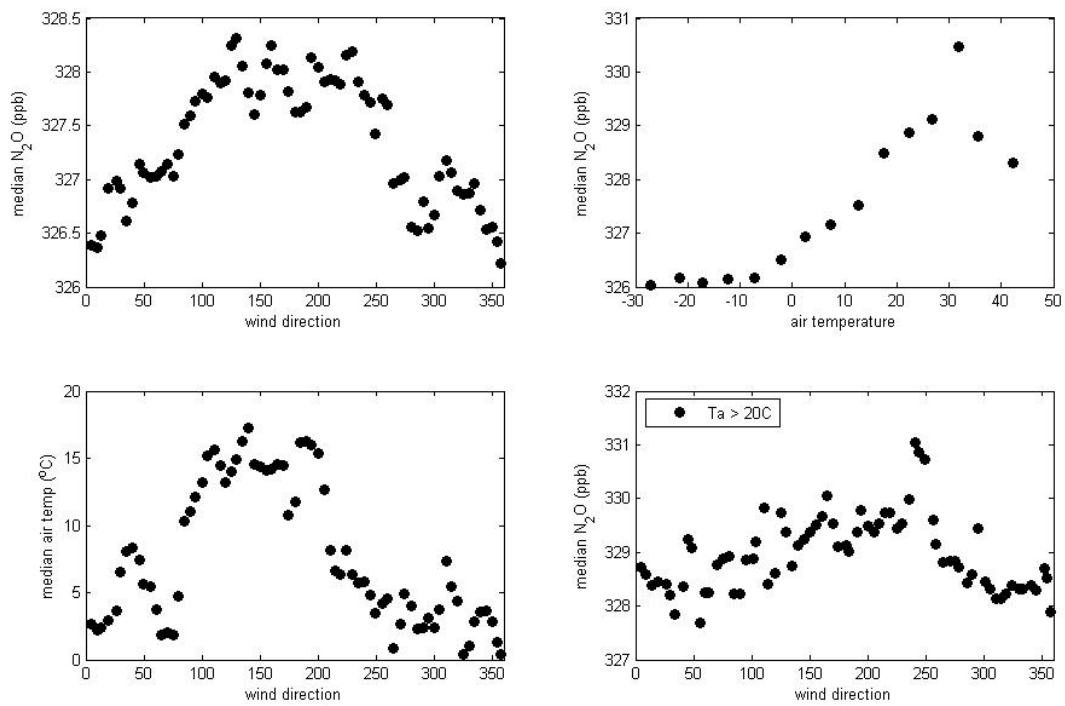 328.5
328
327.5
327
326.5
326
0 50 100 150 200 250 300 350
wind direction
median N2O (ppb)
331
330
329
328
327
326
-30 -20 -10 0 10 20 30 40 50
air temperature
median N2O (ppb)
20
15
10
5
0
0 50 100 150 200 250 300 350
wind direction
median air temp (oC)
332
331
330
329
328
327
Ta > 20C
0 50 100 150 200 250 300 350
wind direction
median N2O (ppb)